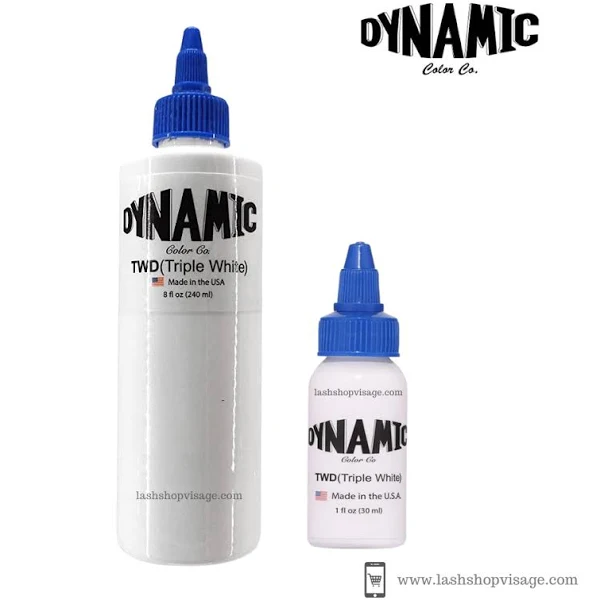 DYNAMIC
Color Co.
DYNAMIC
Color Co.
TWD(Triple White)
Made in the USA
8 fl oz (240 ml)
lashshopvisage.com
lashshopvisage.com
DYNAMIC
Color Co
TWD(Triple White)
Made in the U.S.A.
1 fl oz (30 ml)
www.lashshopvisage.com